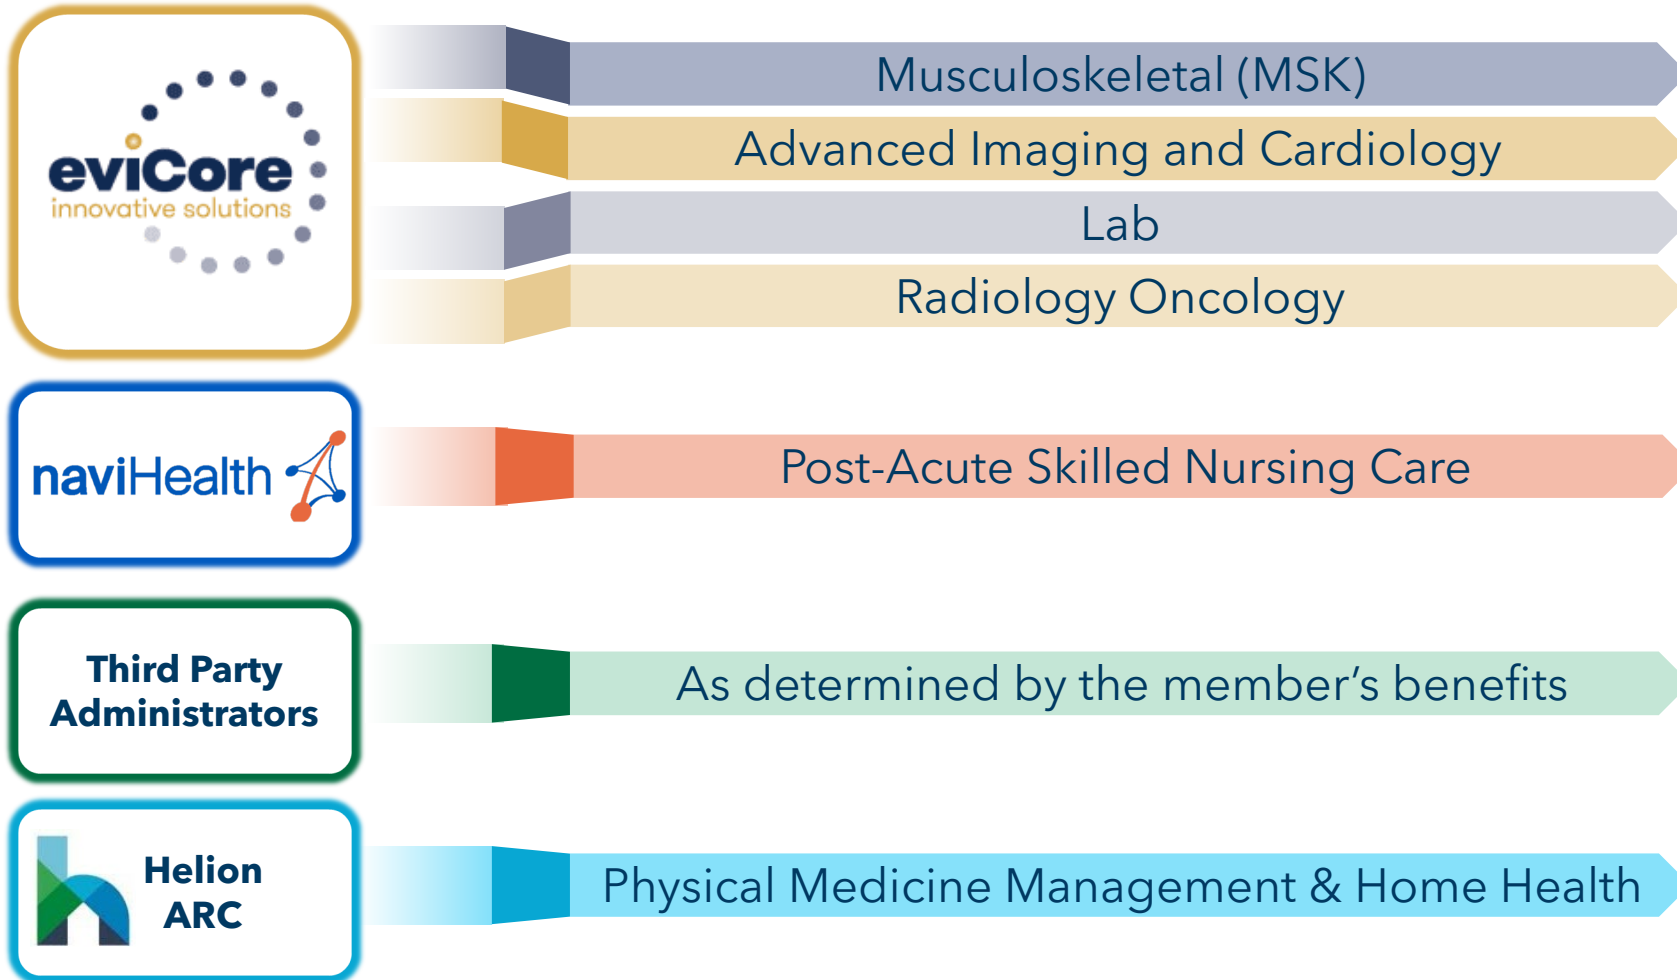 eviCore
innovative solutions
Musculoskeletal (MSK)
Advanced Imaging and Cardiology
Lab
Radiology Oncology
naviHealth
Post-Acute Skilled Nursing Care
Third Party
Administrators
As determined by the member’s benefits
Helion
ARC
Physical Medicine Management & Home Health